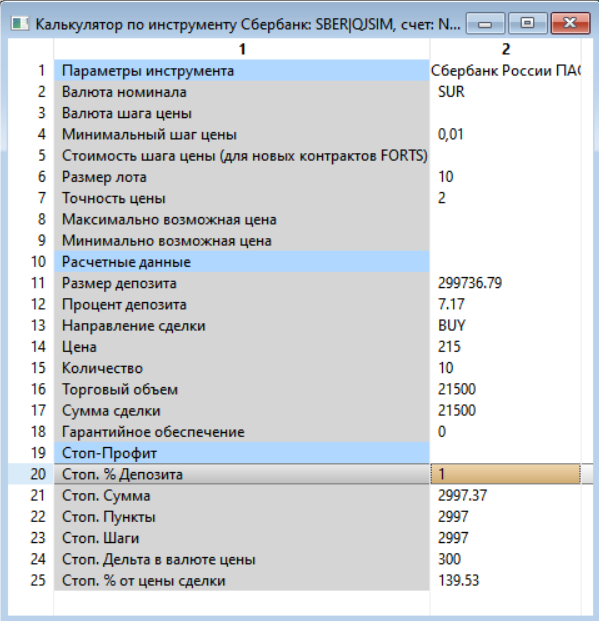 Калькулятор по инструменту Сбербанк: SBER|QJSIM, счет: N...
1 2
1 Параметры инструмента Сбербанк России ПАО
2 Валюта номинала SUR
3 Валюта шага цены
4 Минимальный шаг цены 0,01
5 Стоимость шага цены (для новых контрактов FORTS)
6 Размер лота 10
7 Точность цены 2
8 Максимально возможная цена
9 Минимально возможная цена
10 Расчетные данные
11 Размер депозита 299736.79
12 Процент депозита 7.17
13 Направление сделки BUY
14 Цена 215
15 Количество 10
16 Торговый объем 21500
17 Сумма сделки 21500
18 Гарантийное обеспечение 0
19 Стоп-Профит
20 Стоп. % Депозита 1
21 Стоп. Сумма 2997.37
22 Стоп. Пункты 2997
23 Стоп. Шаги 2997
24 Стоп. Дельта в валюте цены 300
25 Стоп. % от цены сделки 139.53